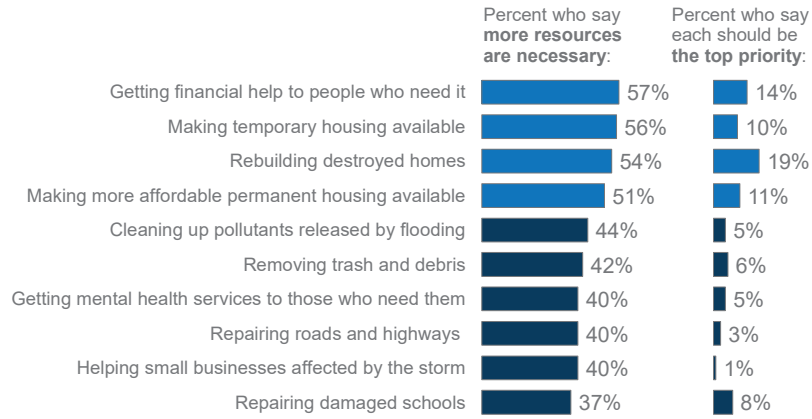 Percent who say
more resources
are necessary:
Percent who say
each should be
the top priority:
Getting financial help to people who need it 57% 14%
Making temporary housing available 56% 10%
Rebuilding destroyed homes 54% 19%
Making more affordable permanent housing available 51% 11%
Cleaning up pollutants released by flooding 44% 5%
Removing trash and debris 42% 6%
Getting mental health services to those who need them 40% 5%
Repairing roads and highways 40% 3%
Helping small businesses affected by the storm 40% 1%
Repairing damaged schools 37% 8%